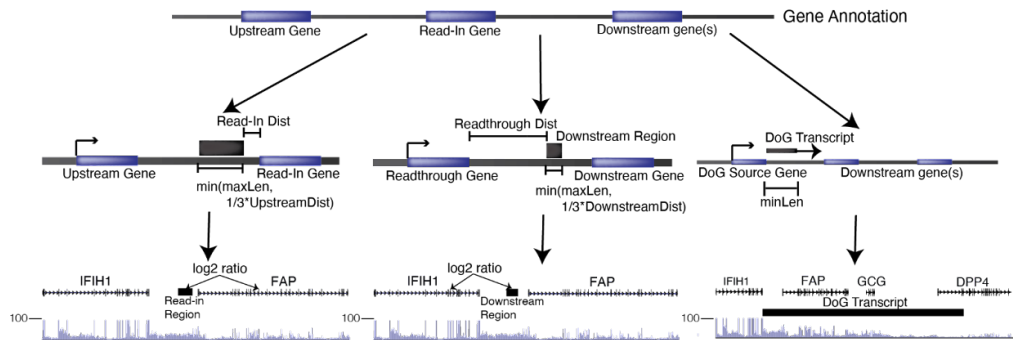 Gene Annotation
Upstream Gene
Read-In Gene
Downstream gene(s)
Read-In Dist
Upstream Gene
Read-In Gene
min(maxLen,
1/3*UpstreamDist)
Readthrough Dist
Downstream Region
Readthrough Gene
Downstream Gene
min(maxLen,
1/3*DownstreamDist)
DoG Transcript
DoG Source Gene
Downstream gene(s)
minLen
log2 ratio
IFIH1
FAP
Read-in
Region
100
log2 ratio
IFIH1
FAP
Downstream
Region
100
IFIH1
FAP
GCG
DPP4
DoG Transcript
100